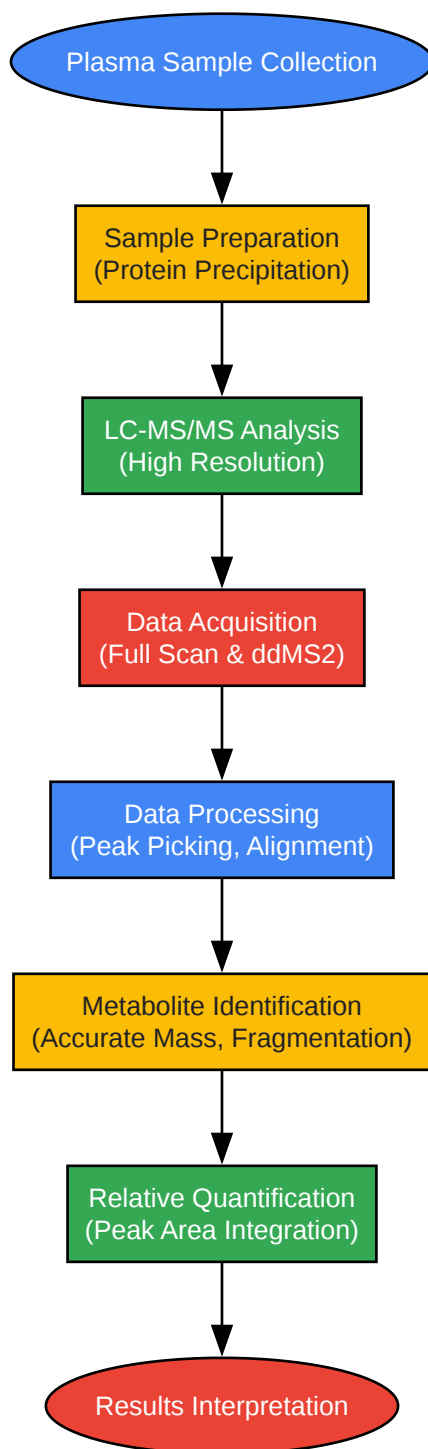 Plasma Sample Collection
Sample Preparation
(Protein Precipitation)
LC-MS/MS Analysis
(High Resolution)
Data Acquisition
(Full Scan & ddMS2)
Data Processing
(Peak Picking, Alignment)
Metabolite Identification
(Accurate Mass, Fragmentation)
Relative Quantification
(Peak Area Integration)
Results Interpretation